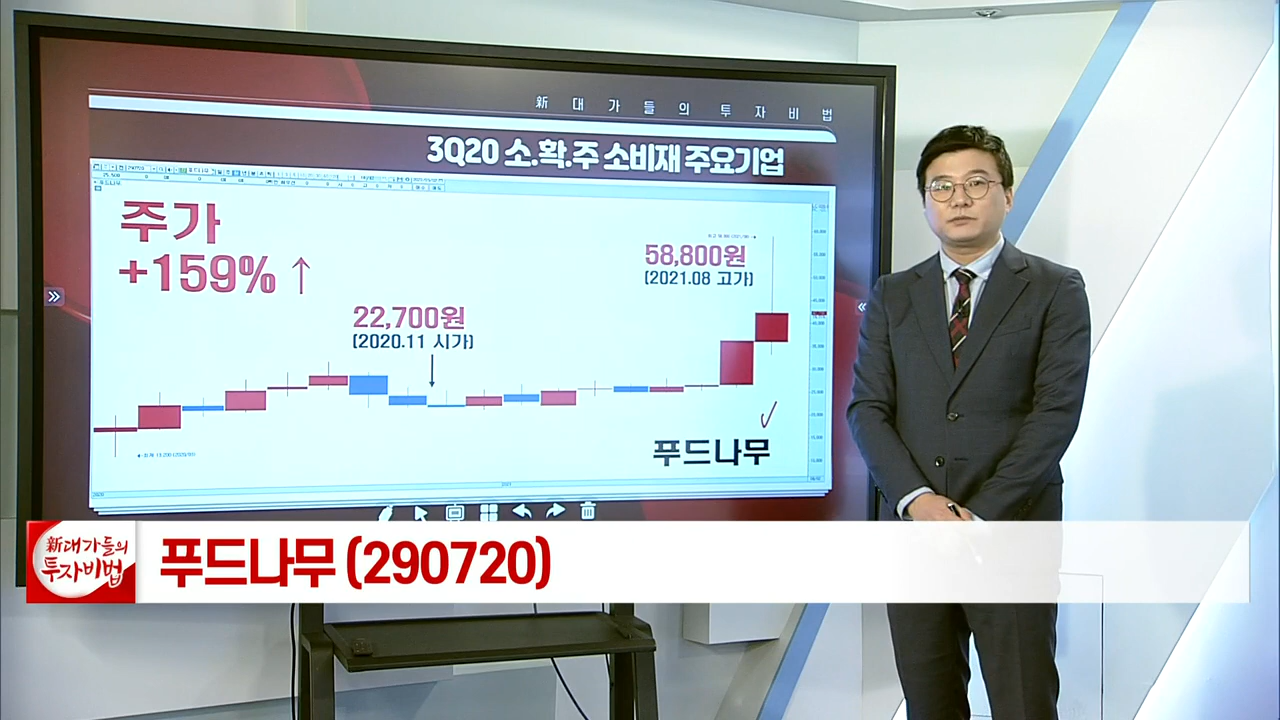 新 대 가 들 의 투 자 비 법
3Q20 소.확.주 소비재 주요기업
주가
+159% ↑
58,800원
(2021.08 고가)
22,700원
(2020.11 시가)
푸드나무
新대가들의
투자비법
푸드나무 (290720)